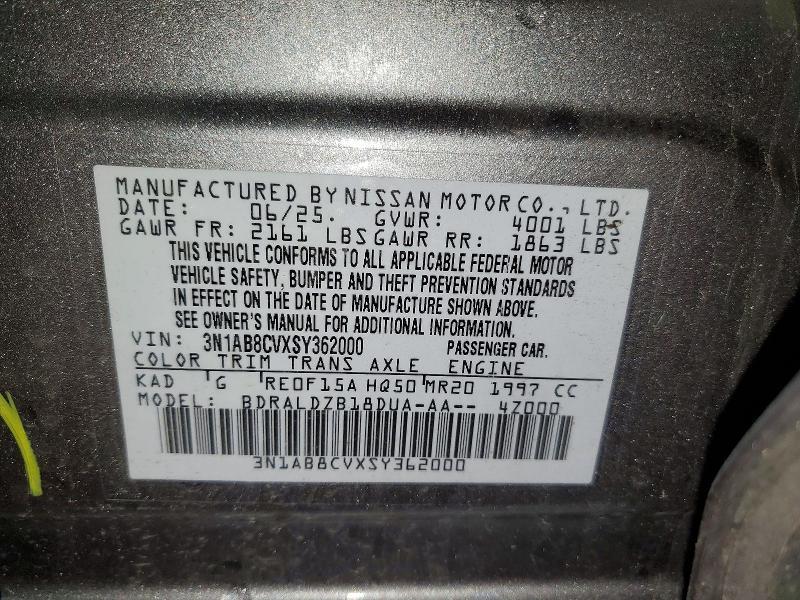 MANUFACTURED BY NISSAN MOTOR CO., LTD.
DATE: 06/25. GVWR: 4001 LBS
GAWR FR: 2161 LBS GAWR RR: 1863 LBS
THIS VEHICLE CONFORMS TO ALL APPLICABLE FEDERAL MOTOR
VEHICLE SAFETY, BUMPER AND THEFT PREVENTION STANDARDS
IN EFFECT ON THE DATE OF MANUFACTURE SHOWN ABOVE.
SEE OWNER'S MANUAL FOR ADDITIONAL INFORMATION.
VIN: 3N1AB8CVXSY362000 PASSENGER CAR.
COLOR TRIM TRANS AXLE ENGINE
KAD G RE0F15A HQ50 MR20 1997 CC
MODEL: BDRALDZB18DUA-AA-- 4Z000
3N1AB8CVXSY362000